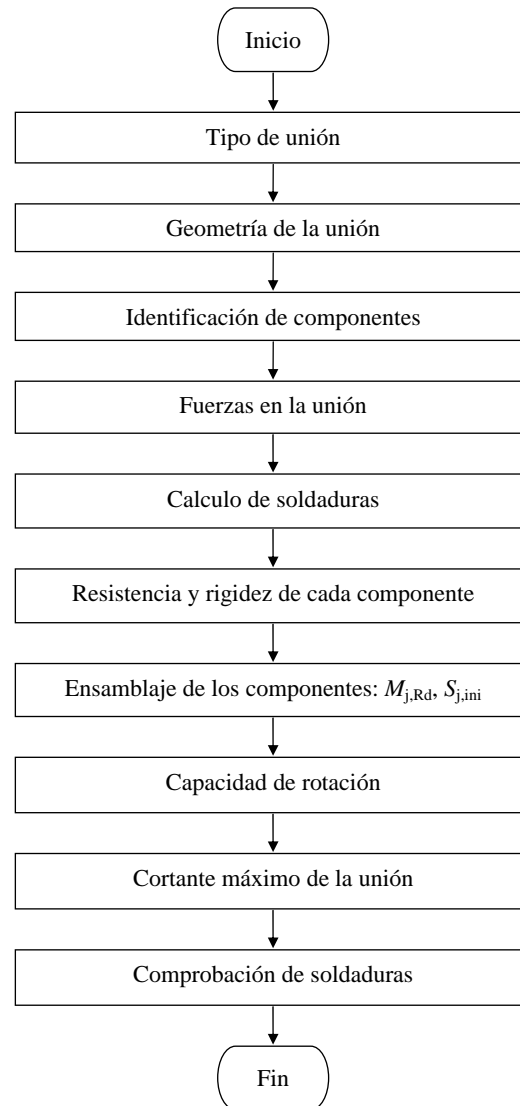 Inicio
Tipo de unión
Geometría de la unión
Identificación de componentes
Fuerzas en la unión
Calculo de soldaduras
Resistencia y rigidez de cada componente
Ensamblaje de los componentes: Mj,Rd, Sj,ini
Capacidad de rotación
Cortante máximo de la unión
Comprobación de soldaduras
Fin